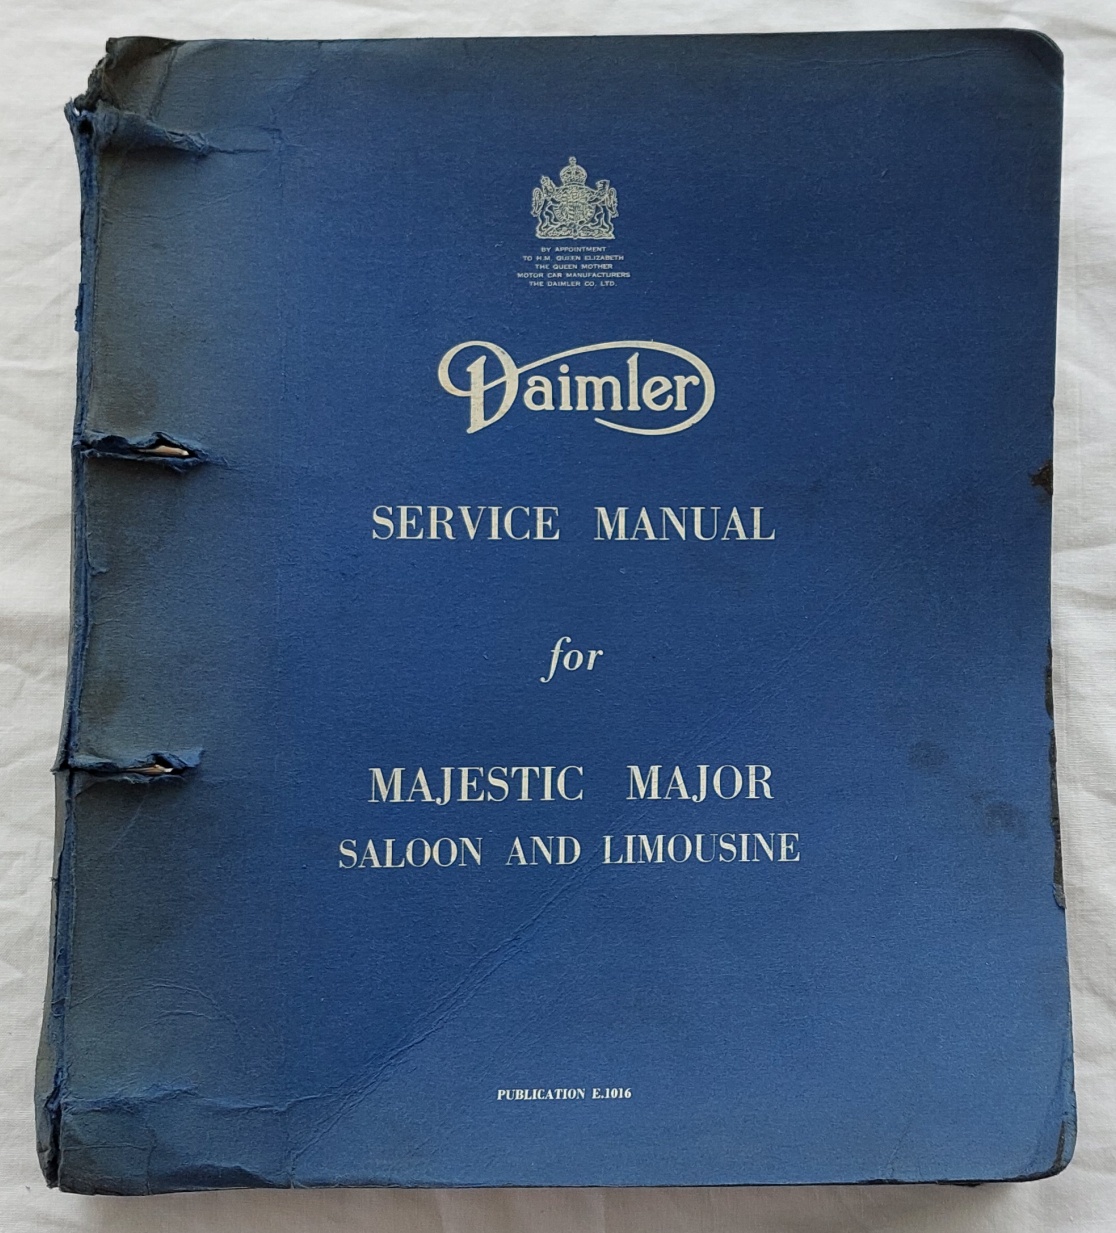 BY APPOINTMENT
TO H.M. QUEEN ELIZABETH
THE QUEEN MOTHER
MOTOR CAR MANUFACTURERS
THE DAIMLER CO. LTD.
Daimler
SERVICE MANUAL
for
MAJESTIC MAJOR
SALOON AND LIMOUSINE
PUBLICATION E.1016